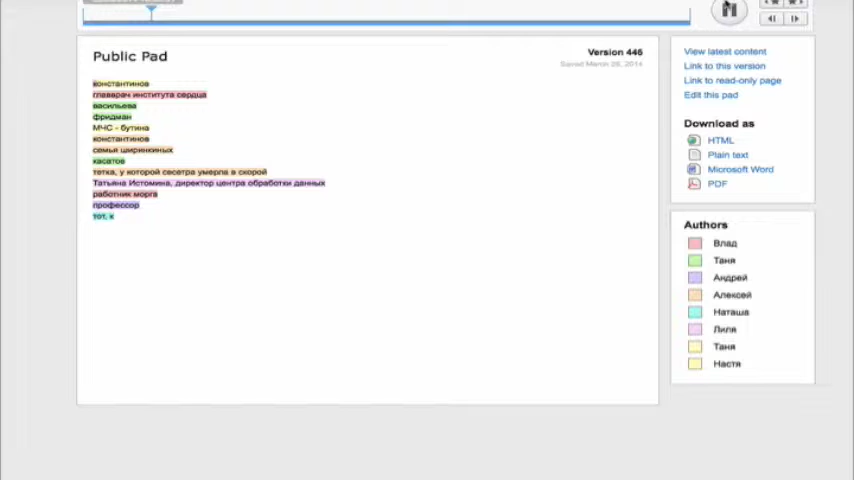 Public Pad
Version 446
Saved March 28, 2014
константинов
главврач института сердца
васильева
фридман
МЧС - бутина
константинов
семья ширинкиных
касатов
тетка, у которой сестра умерла в скорой
Татьяна Истомина, директор центра обработки данных
работник морга
профессор
тот, к
View latest content
Link to this version
Link to read-only page
Edit this pad
Download as
HTML
Plain text
Microsoft Word
PDF
Authors
Влад
Таня
Андрей
Алексей
Наташа
Лиля
Таня
Настя